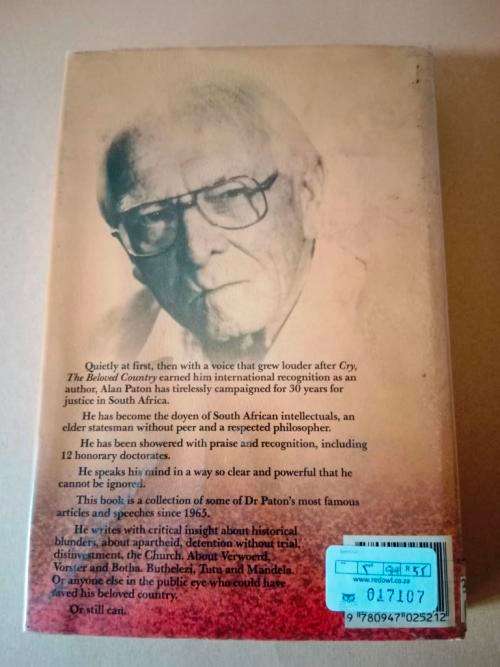 Quietly at first, then with a voice that grew louder after Cry,
The Beloved Country earned him international recognition as an
author, Alan Paton has tirelessly campaigned for 30 years for
justice in South Africa.
He has become the doyen of South African intellectuals, an
elder statesman without peer and a respected philosopher.
He has been showered with praise and recognition, including
12 honorary doctorates.
He speaks his mind in a way so clear and powerful that he
cannot be ignored.
This book is a collection of some of Dr Paton's most famous
articles and speeches since 1965.
He writes with critical insight about historical
blunders, about apartheid, detention without trial,
disinvestment, the Church. About Verwoerd,
Vorster and Botha. Buthelezi, Tutu and Mandela.
Or anyone else in the public eye who could have
saved his beloved country.
Or still can.
www.redowl.co.za
017107
9 780947 025212